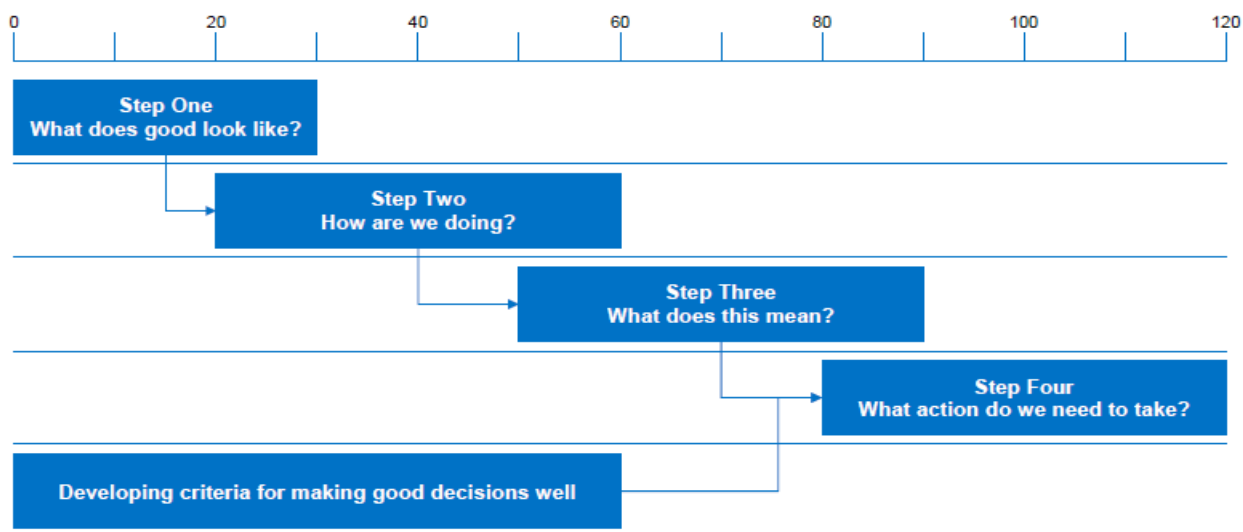 0 20 40 60 80 100 120
Step One
What does good look like?
Step Two
How are we doing?
Step Three
What does this mean?
Step Four
What action do we need to take?
Developing criteria for making good decisions well